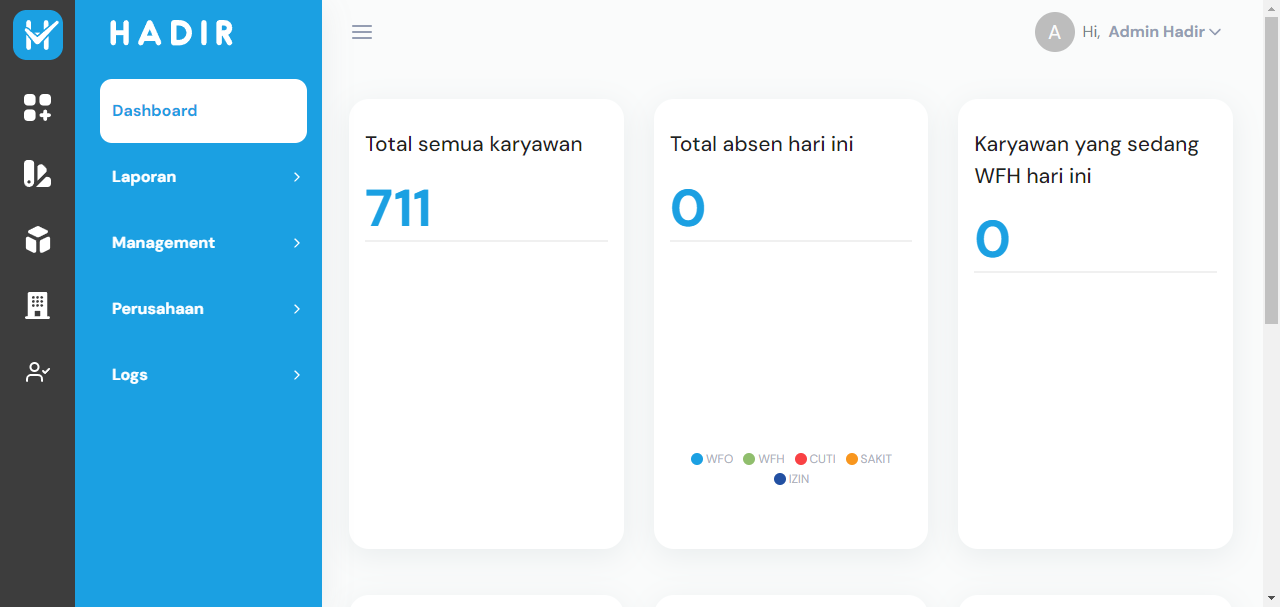 HADIR
A Hi, Admin Hadir
Dashboard
Laporan
Management
Perusahaan
Logs
Total semua karyawan
711
Total absen hari ini
0
WFO WFH CUTI SAKIT
IZIN
Karyawan yang sedang
WFH hari ini
0